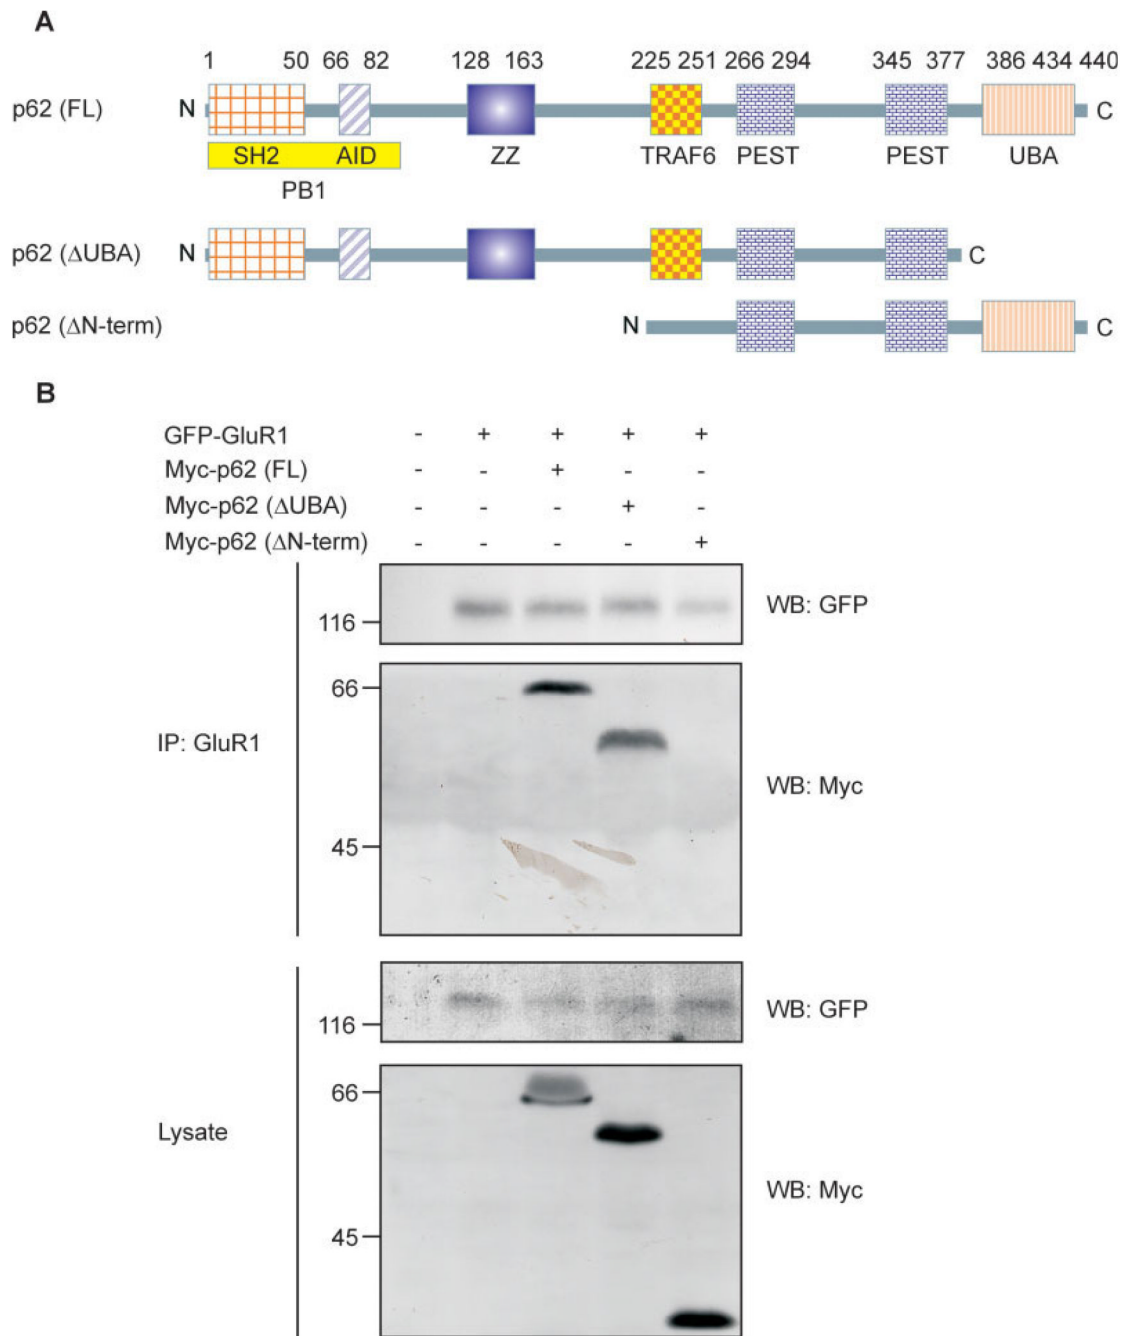 A
1 50 66 82 128 163 225 251 266 294 345 377 386 434 440
p62 (FL) N C
SH2 AID ZZ TRAF6 PEST PEST UBA
PB1
p62 (ΔUBA) N C
p62 (ΔN-term) N C
B
GFP-GluR1 - + + + +
Myc-p62 (FL) - - + - -
Myc-p62 (ΔUBA) - - - + -
Myc-p62 (ΔN-term) - - - - +
116 WB: GFP
66
IP: GluR1
WB: Myc
45
116 WB: GFP
66
Lysate
WB: Myc
45